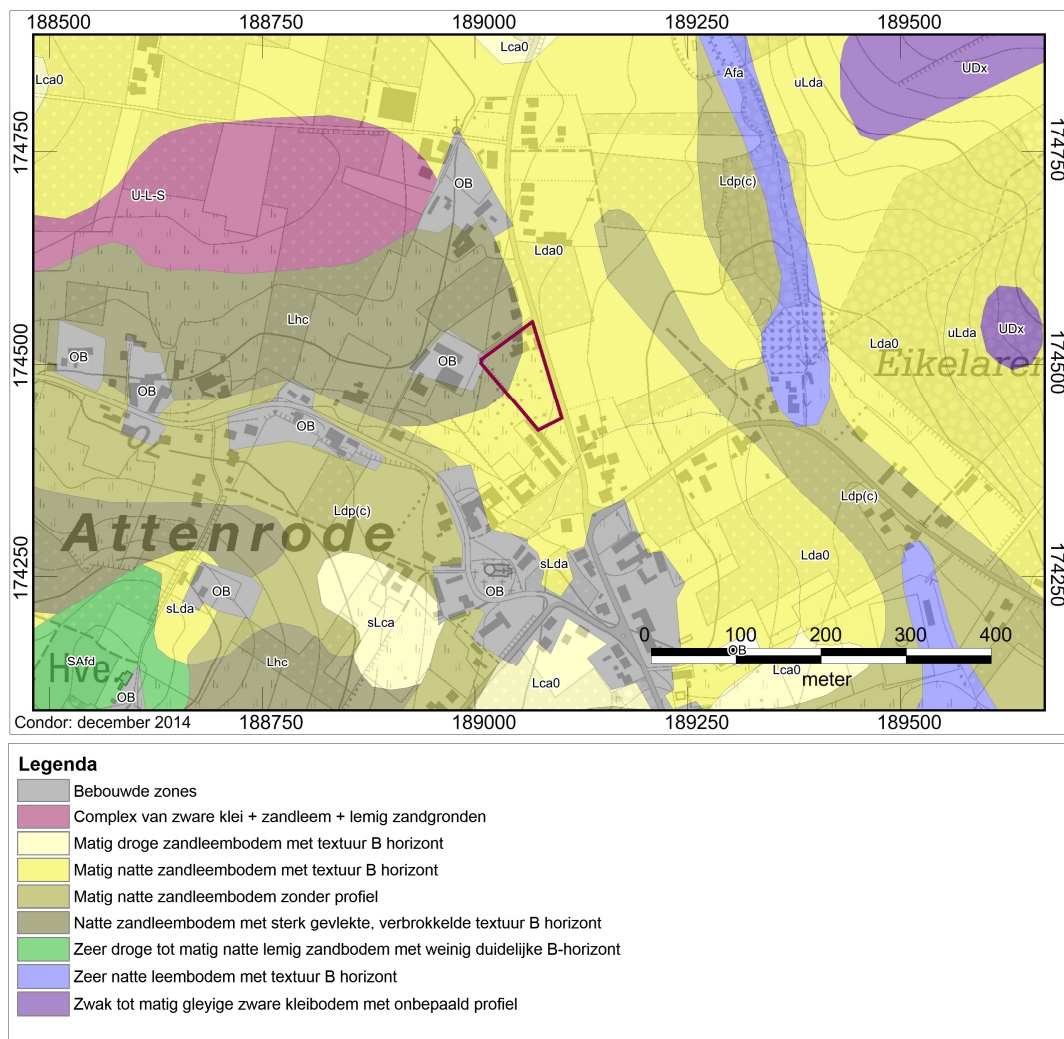 188500 188750 189000 189250 189500
Lca0
Lca0
Afa
uLda
UDx
174750
174750
U-L-S
OB
Ldp(c)
Lda0
Lhc
OB
OB
OB
OB
UDx
uLda
Lda0
174500
174500
Eikelaren
Ldp(c)
Ldp(c)
Attenrode
Lda0
sLda
OB
OB
sLda
sLca
174250
174250
SAfd
Hve.
OB
Lhc
Lca0
Lca0
OB
0 100 200 300 400
meter
Condor: december 2014
188750 189000 189250 189500
Legenda
Bebouwde zones
Complex van zware klei + zandleem + lemig zandgronden
Matig droge zandleembodem met textuur B horizont
Matig natte zandleembodem met textuur B horizont
Matig natte zandleembodem zonder profiel
Natte zandleembodem met sterk gevlekte, verbrokkelde textuur B horizont
Zeer droge tot matig natte lemig zandbodem met weinig duidelijke B-horizont
Zeer natte leembodem met textuur B horizont
Zwak tot matig gleyige zware kleibodem met onbepaald profiel